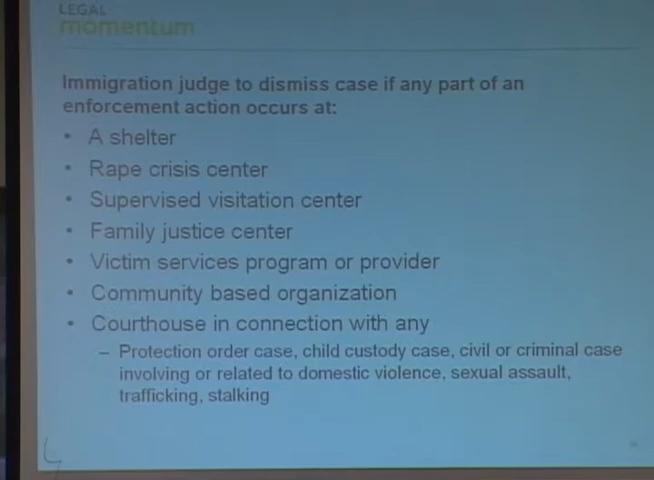 LEGAL
momentum
Immigration judge to dismiss case if any part of an
enforcement action occurs at:
• A shelter
• Rape crisis center
• Supervised visitation center
• Family justice center
• Victim services program or provider
• Community based organization
• Courthouse in connection with any
– Protection order case, child custody case, civil or criminal case
involving or related to domestic violence, sexual assault,
trafficking, stalking